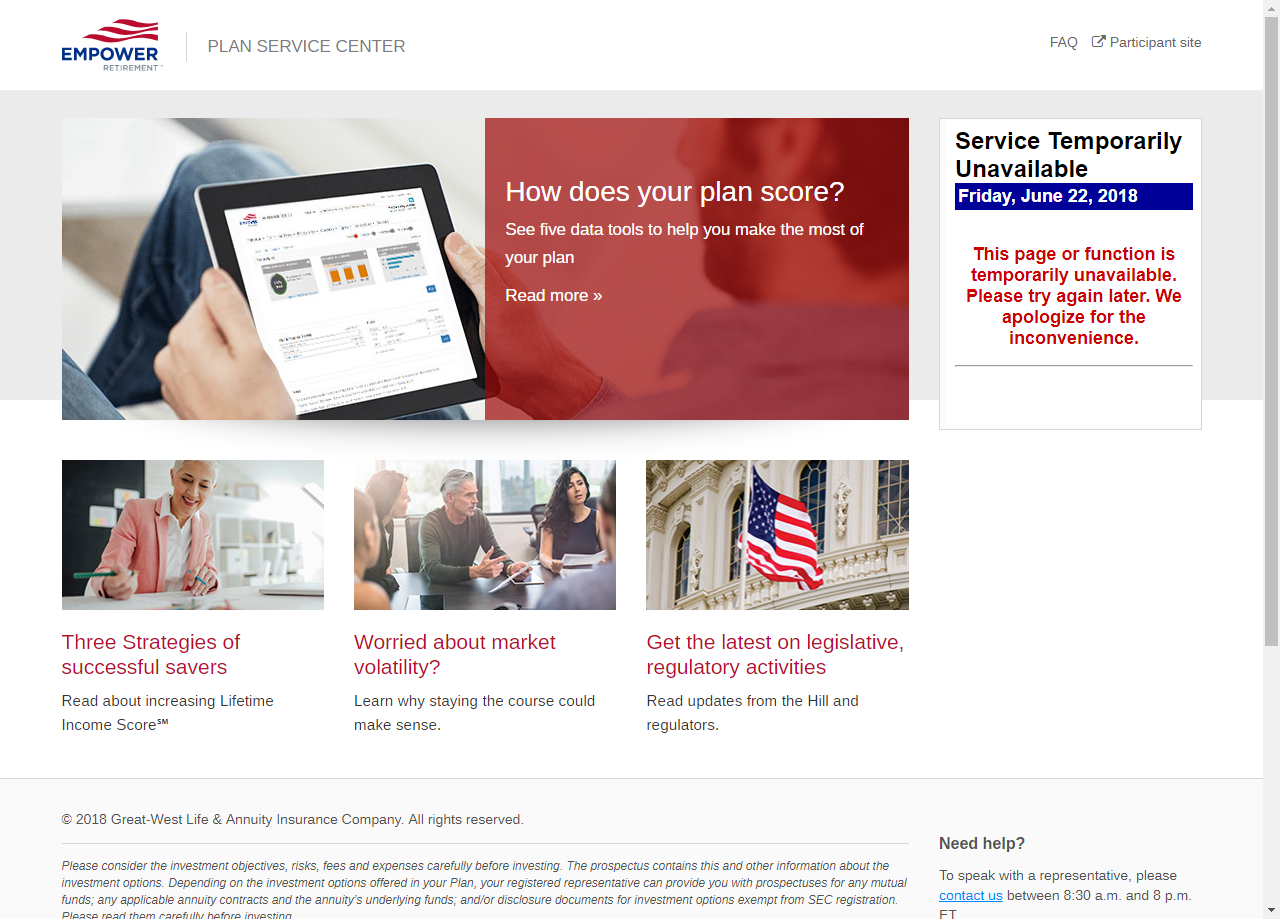 EMPOWER
RETIREMENT
PLAN SERVICE CENTER
FAQ
Participant site
How does your plan score?
See five data tools to help you make the most of
your plan
Read more »
Service Temporarily
Unavailable
Friday, June 22, 2018
This page or function is
temporarily unavailable.
Please try again later. We
apologize for the
inconvenience.
Three Strategies of
successful savers
Read about increasing Lifetime
Income Score℠
Worried about market
volatility?
Learn why staying the course could
make sense.
Get the latest on legislative,
regulatory activities
Read updates from the Hill and
regulators.
© 2018 Great-West Life & Annuity Insurance Company. All rights reserved.
Please consider the investment objectives, risks, fees and expenses carefully before investing. The prospectus contains this and other information about the
investment options. Depending on the investment options offered in your Plan, your registered representative can provide you with prospectuses for any mutual
funds; any applicable annuity contracts and the annuity's underlying funds; and/or disclosure documents for investment options exempt from SEC registration.
Please read them carefully before investing.
Need help?
To speak with a representative, please
contact us between 8:30 a.m. and 8 p.m.
ET